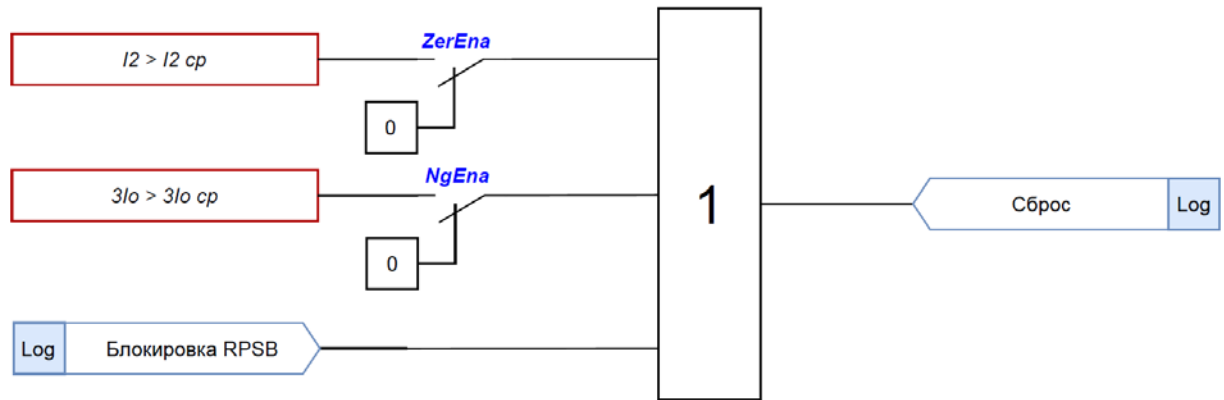 ZerEna
I2 > I2 ср
0
NgEna
3Io > 3Io ср
0
1
Сброс
Log
Log
Блокировка RPSB